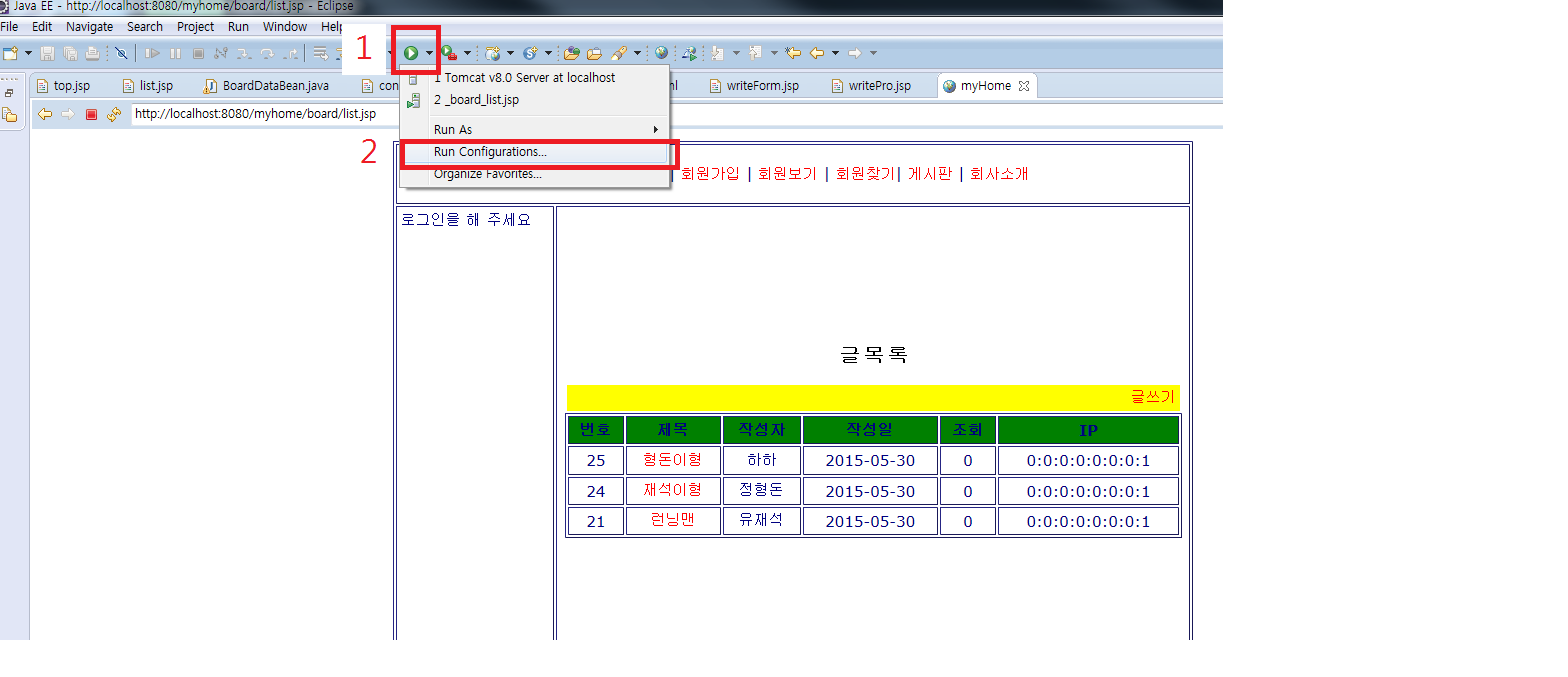 Java EE - http://localhost:8080/myhome/board/list.jsp - Eclipse
File Edit Navigate Search Project Run Window Help
1
top.jsp list.jsp BoardDataBean.java con writeForm.jsp writePro.jsp myHome
http://localhost:8080/myhome/board/list.jsp
1 Tomcat v8.0 Server at localhost
2 _board_list.jsp
Run As
2
Run Configurations...
Organize Favorites...
| 회원가입 | 회원보기 | 회원찾기| 게시판 | 회사소개
로그인을 해 주세요
글목록
글쓰기
번호 제목 작성자 작성일 조회 IP
25 형돈이형 하하 2015-05-30 0 0:0:0:0:0:0:0:1
24 재석이형 정형돈 2015-05-30 0 0:0:0:0:0:0:0:1
21 런닝맨 유재석 2015-05-30 0 0:0:0:0:0:0:0:1